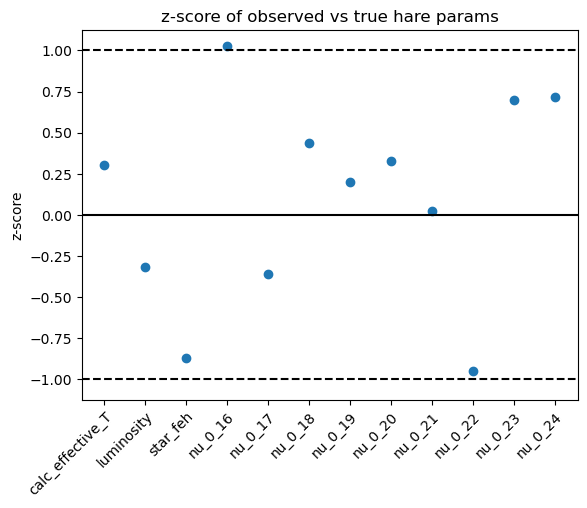 z-score of observed vs true hare params
z-score
1.00
0.75
0.50
0.25
0.00
−0.25
−0.50
−0.75
−1.00
calc_effective_T
luminosity
star_feh
nu_0_16
nu_0_17
nu_0_18
nu_0_19
nu_0_20
nu_0_21
nu_0_22
nu_0_23
nu_0_24